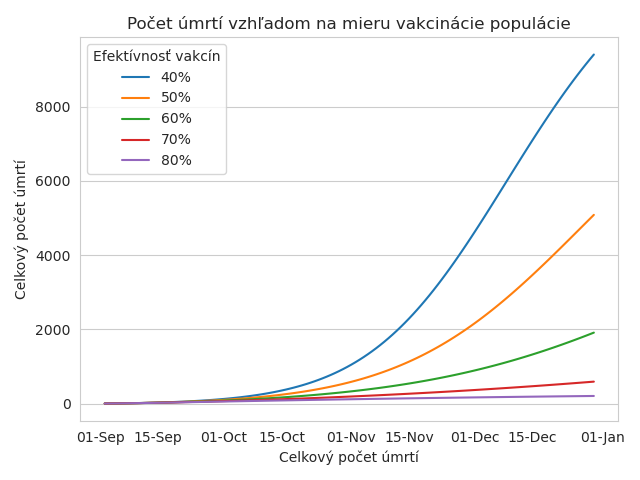 Počet úmrtí vzhľadom na mieru vakcinácie populácie
Efektívnosť vakcín
40%
50%
60%
70%
80%
Celkový počet úmrtí
8000
6000
4000
2000
0
01-Sep 15-Sep 01-Oct 15-Oct 01-Nov 15-Nov 01-Dec 15-Dec 01-Jan
Celkový počet úmrtí